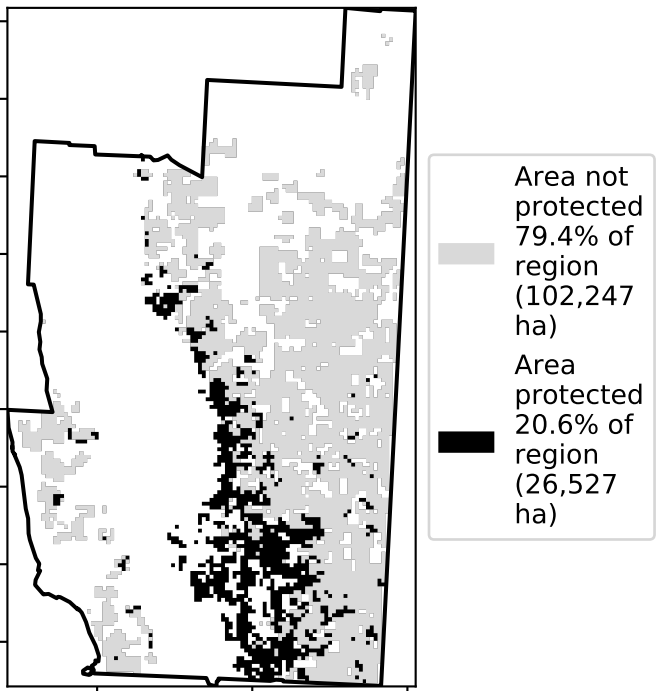 Area not
protected
79.4% of
region
(102,247
ha)
Area
protected
20.6% of
region
(26,527
ha)